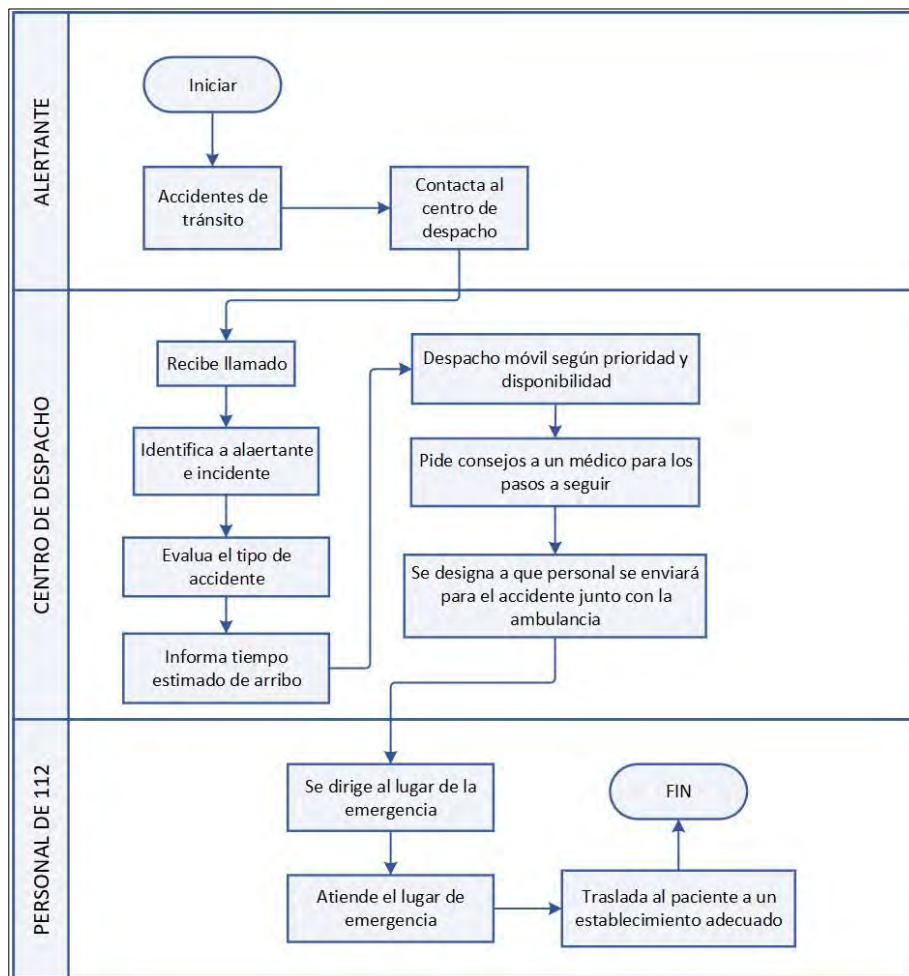 ALERTANTE
Iniciar
Accidentes de
tránsito
Contacta al
centro de
despacho
CENTRO DE DESPACHO
Recibe llamado
Identifica a alaertante
e incidente
Evalua el tipo de
accidente
Informa tiempo
estimado de arribo
Despacho móvil según prioridad y
disponibilidad
Pide consejos a un médico para los
pasos a seguir
Se designa a que personal se enviará
para el accidente junto con la
ambulancia
PERSONAL DE 112
Se dirige al lugar de la
emergencia
Atiende el lugar de
emergencia
Traslada al paciente a un
establecimiento adecuado
FIN